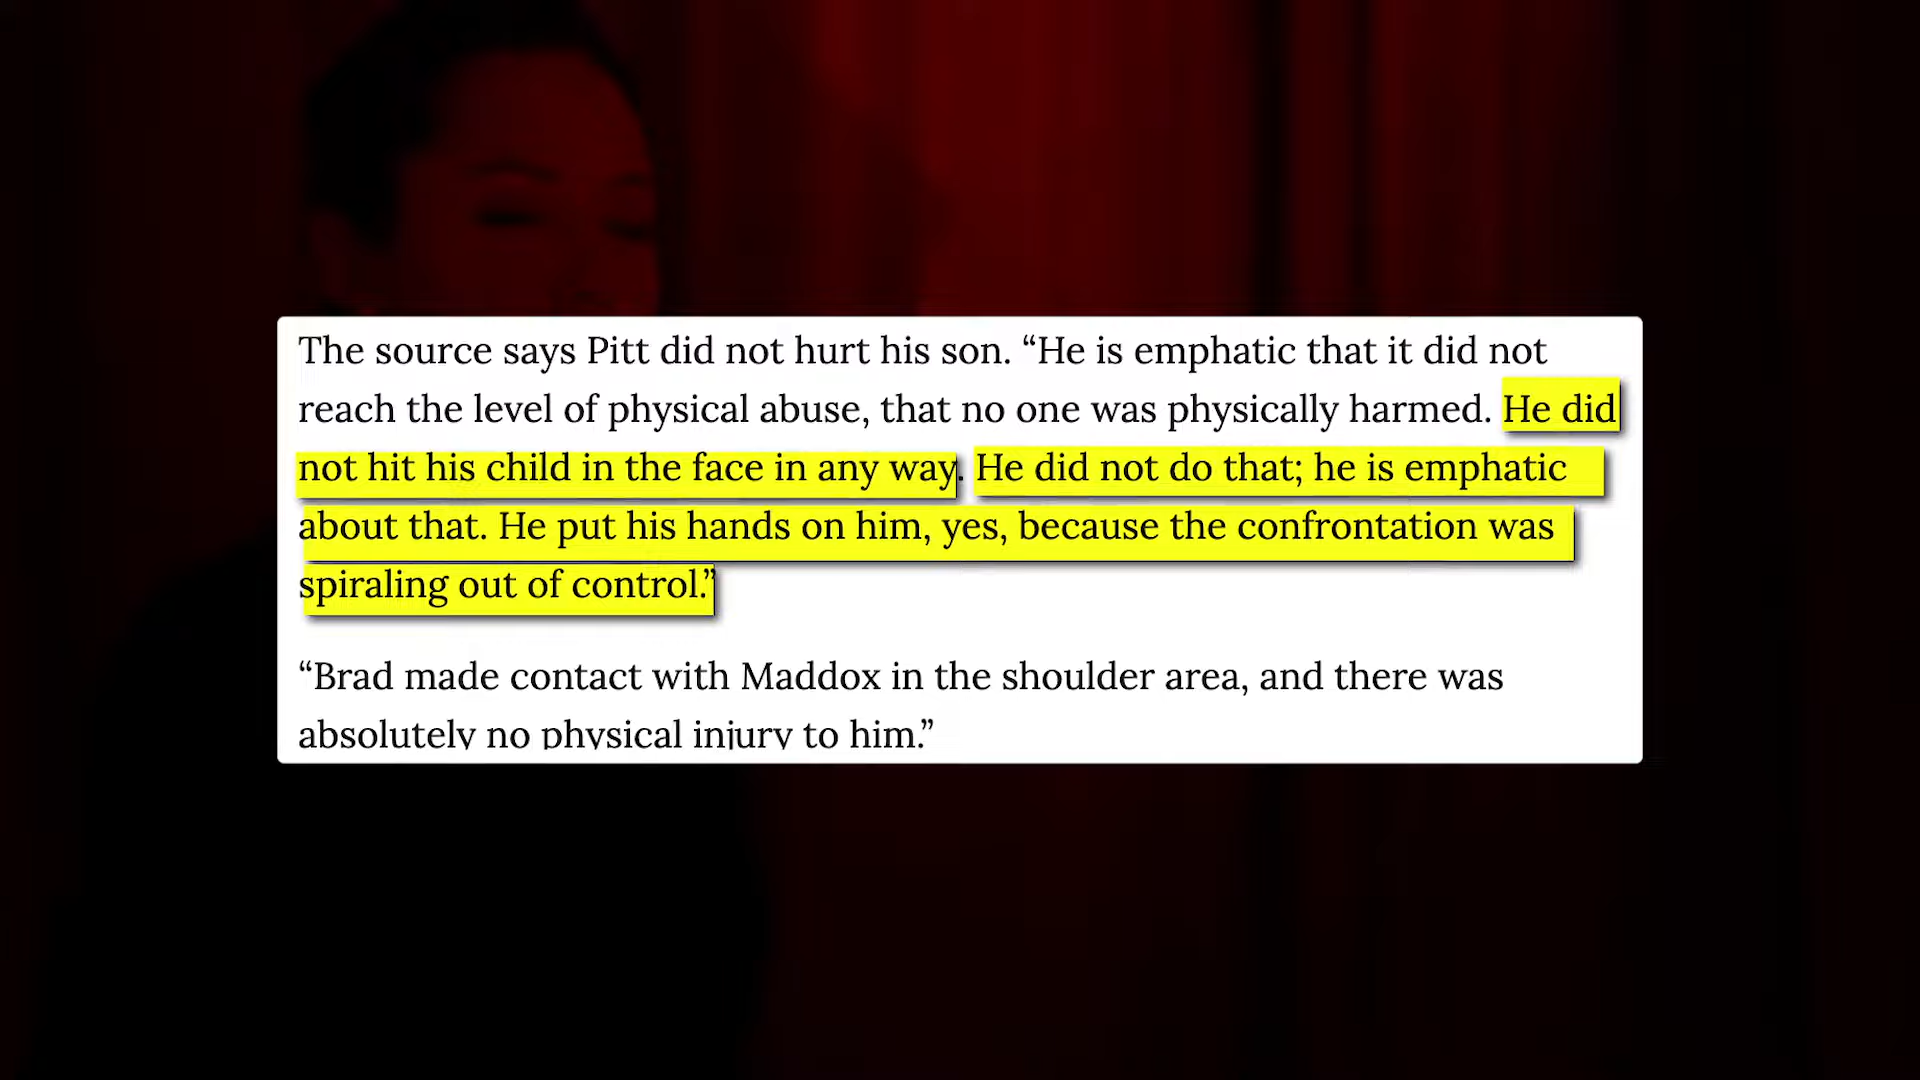 The source says Pitt did not hurt his son. “He is emphatic that it did not
reach the level of physical abuse, that no one was physically harmed. He did
not hit his child in the face in any way. He did not do that; he is emphatic
about that. He put his hands on him, yes, because the confrontation was
spiraling out of control.”
“Brad made contact with Maddox in the shoulder area, and there was
absolutely no physical injury to him.”